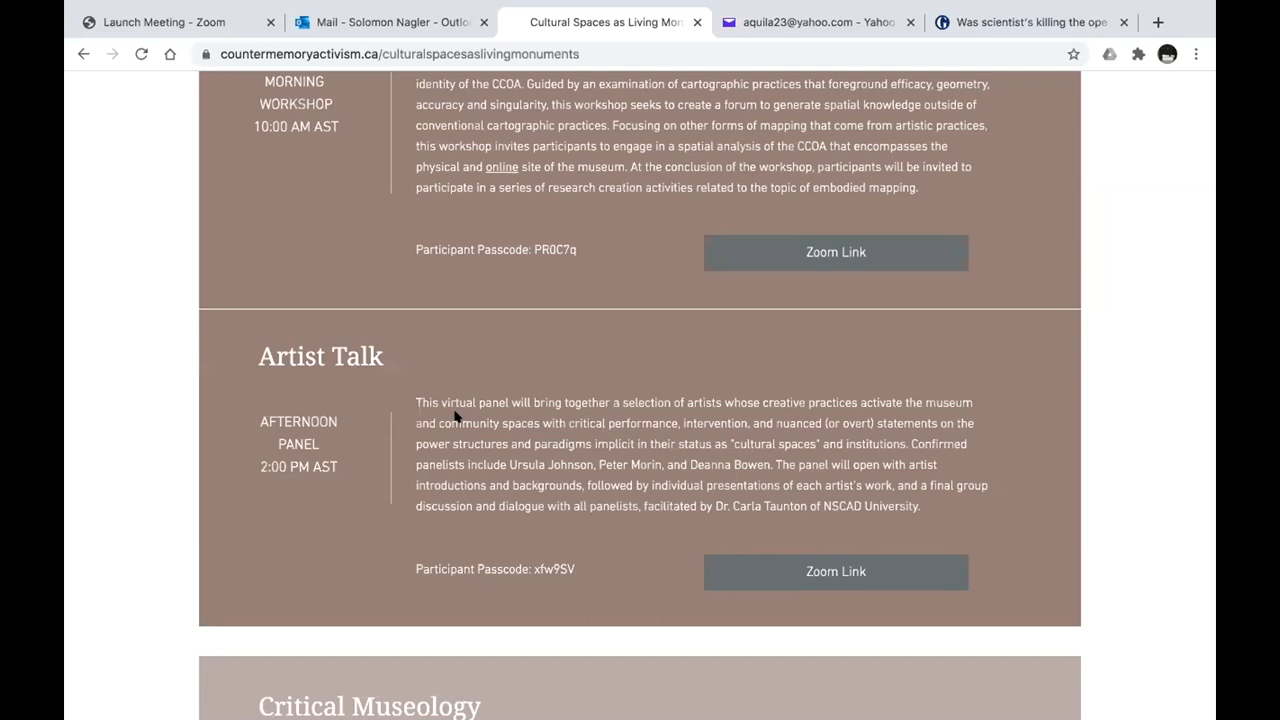 Launch Meeting - Zoom
Mail - Solomon Nagler - Outlo
Cultural Spaces as Living Mon
aquila23@yahoo.com - Yahoo
Was scientist's killing the ope
countermemoryactivism.ca/culturalspacesaslivingmonuments
MORNING
WORKSHOP
10:00 AM AST
identity of the CCOA. Guided by an examination of cartographic practices that foreground efficacy, geometry,
accuracy and singularity, this workshop seeks to create a forum to generate spatial knowledge outside of
conventional cartographic practices. Focusing on other forms of mapping that come from artistic practices,
this workshop invites participants to engage in a spatial analysis of the CCOA that encompasses the
physical and online site of the museum. At the conclusion of the workshop, participants will be invited to
participate in a series of research creation activities related to the topic of embodied mapping.
Participant Passcode: PR0C7q
Zoom Link
Artist Talk
AFTERNOON
PANEL
2:00 PM AST
This virtual panel will bring together a selection of artists whose creative practices activate the museum
and community spaces with critical performance, intervention, and nuanced (or overt) statements on the
power structures and paradigms implicit in their status as "cultural spaces" and institutions. Confirmed
panelists include Ursula Johnson, Peter Morin, and Deanna Bowen. The panel will open with artist
introductions and backgrounds, followed by individual presentations of each artist's work, and a final group
discussion and dialogue with all panelists, facilitated by Dr. Carla Taunton of NSCAD University.
Participant Passcode: xfw9SV
Zoom Link
Critical Museology